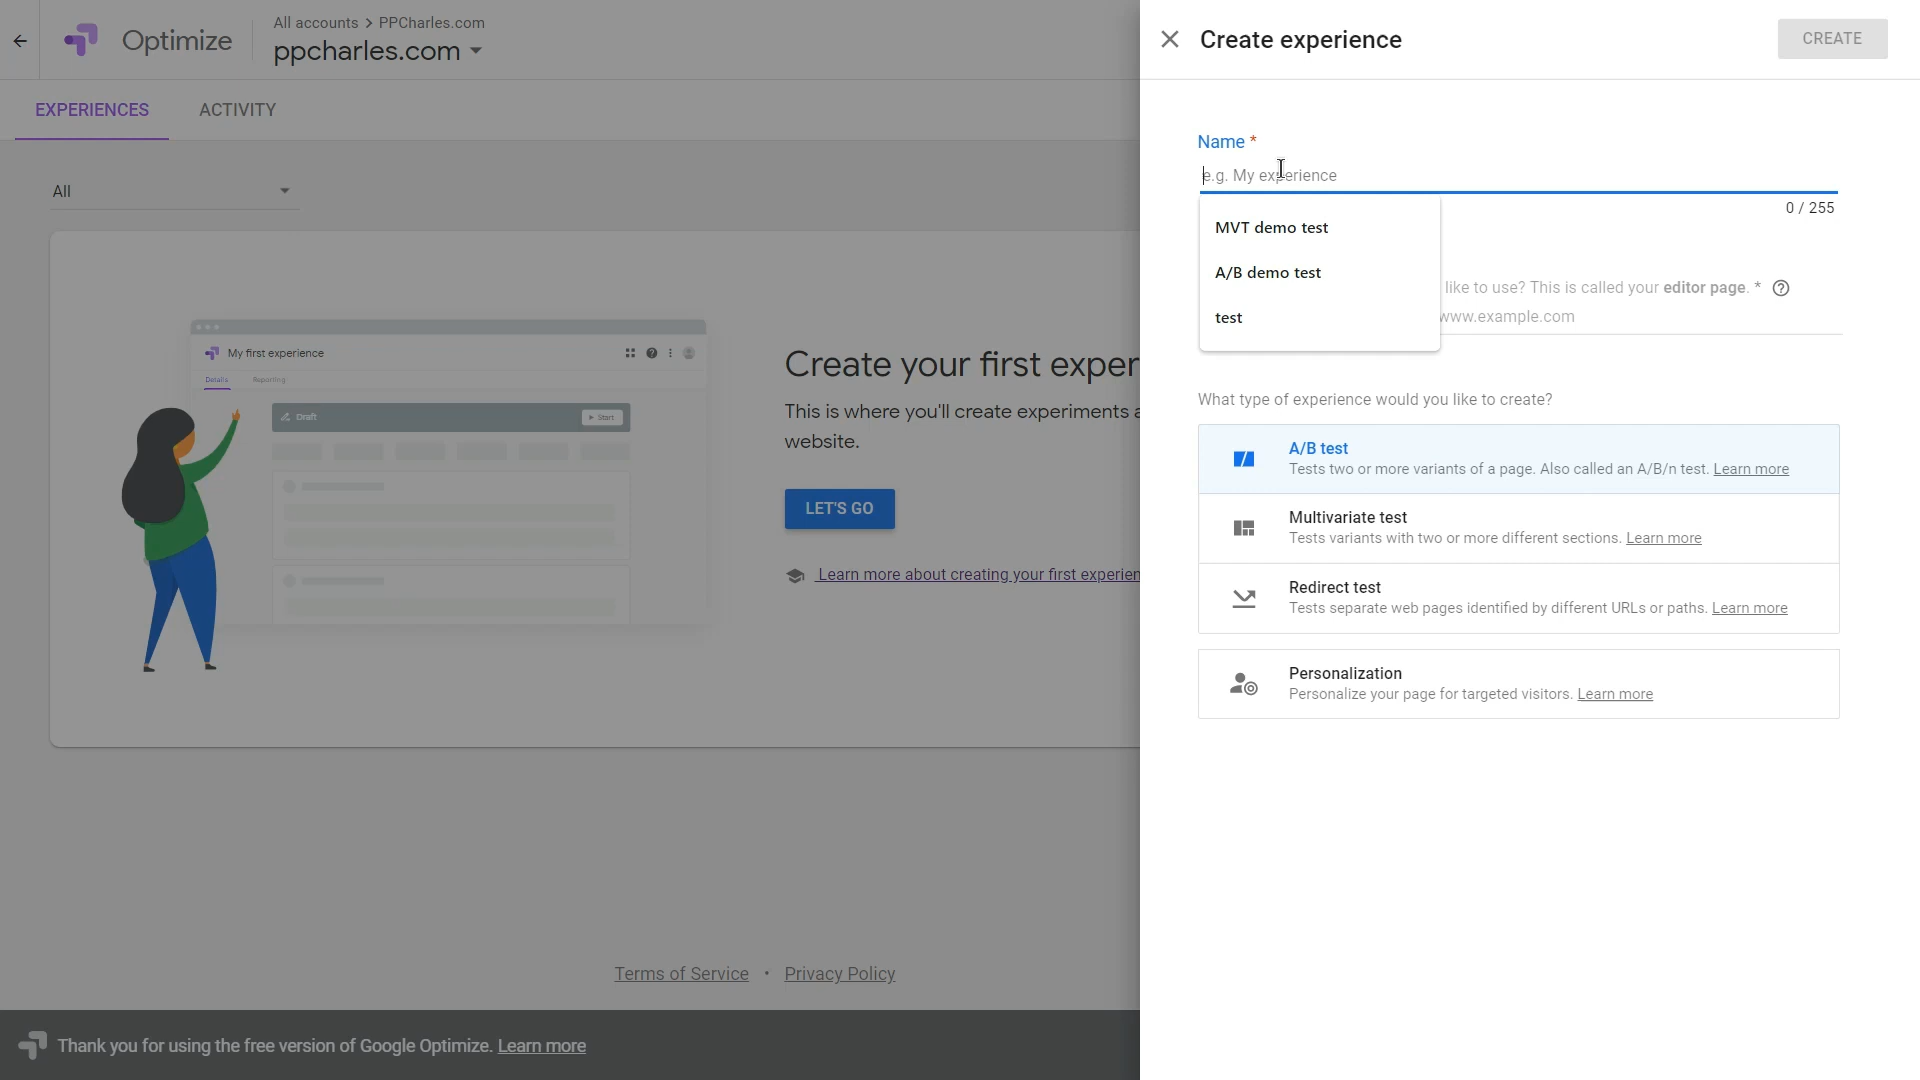 All accounts > PPCharles.com
Optimize
ppcharles.com
EXPERIENCES
ACTIVITY
All
My first experience
Details
Reporting
Draft
Start
Create your first exper
This is where you'll create experiments a
website.
LET'S GO
Learn more about creating your first experien
Terms of Service • Privacy Policy
Thank you for using the free version of Google Optimize. Learn more
Create experience
CREATE
Name *
e.g. My experience
0 / 255
MVT demo test
A/B demo test
test
like to use? This is called your editor page. *
www.example.com
What type of experience would you like to create?
A/B test
Tests two or more variants of a page. Also called an A/B/n test. Learn more
Multivariate test
Tests variants with two or more different sections. Learn more
Redirect test
Tests separate web pages identified by different URLs or paths. Learn more
Personalization
Personalize your page for targeted visitors. Learn more